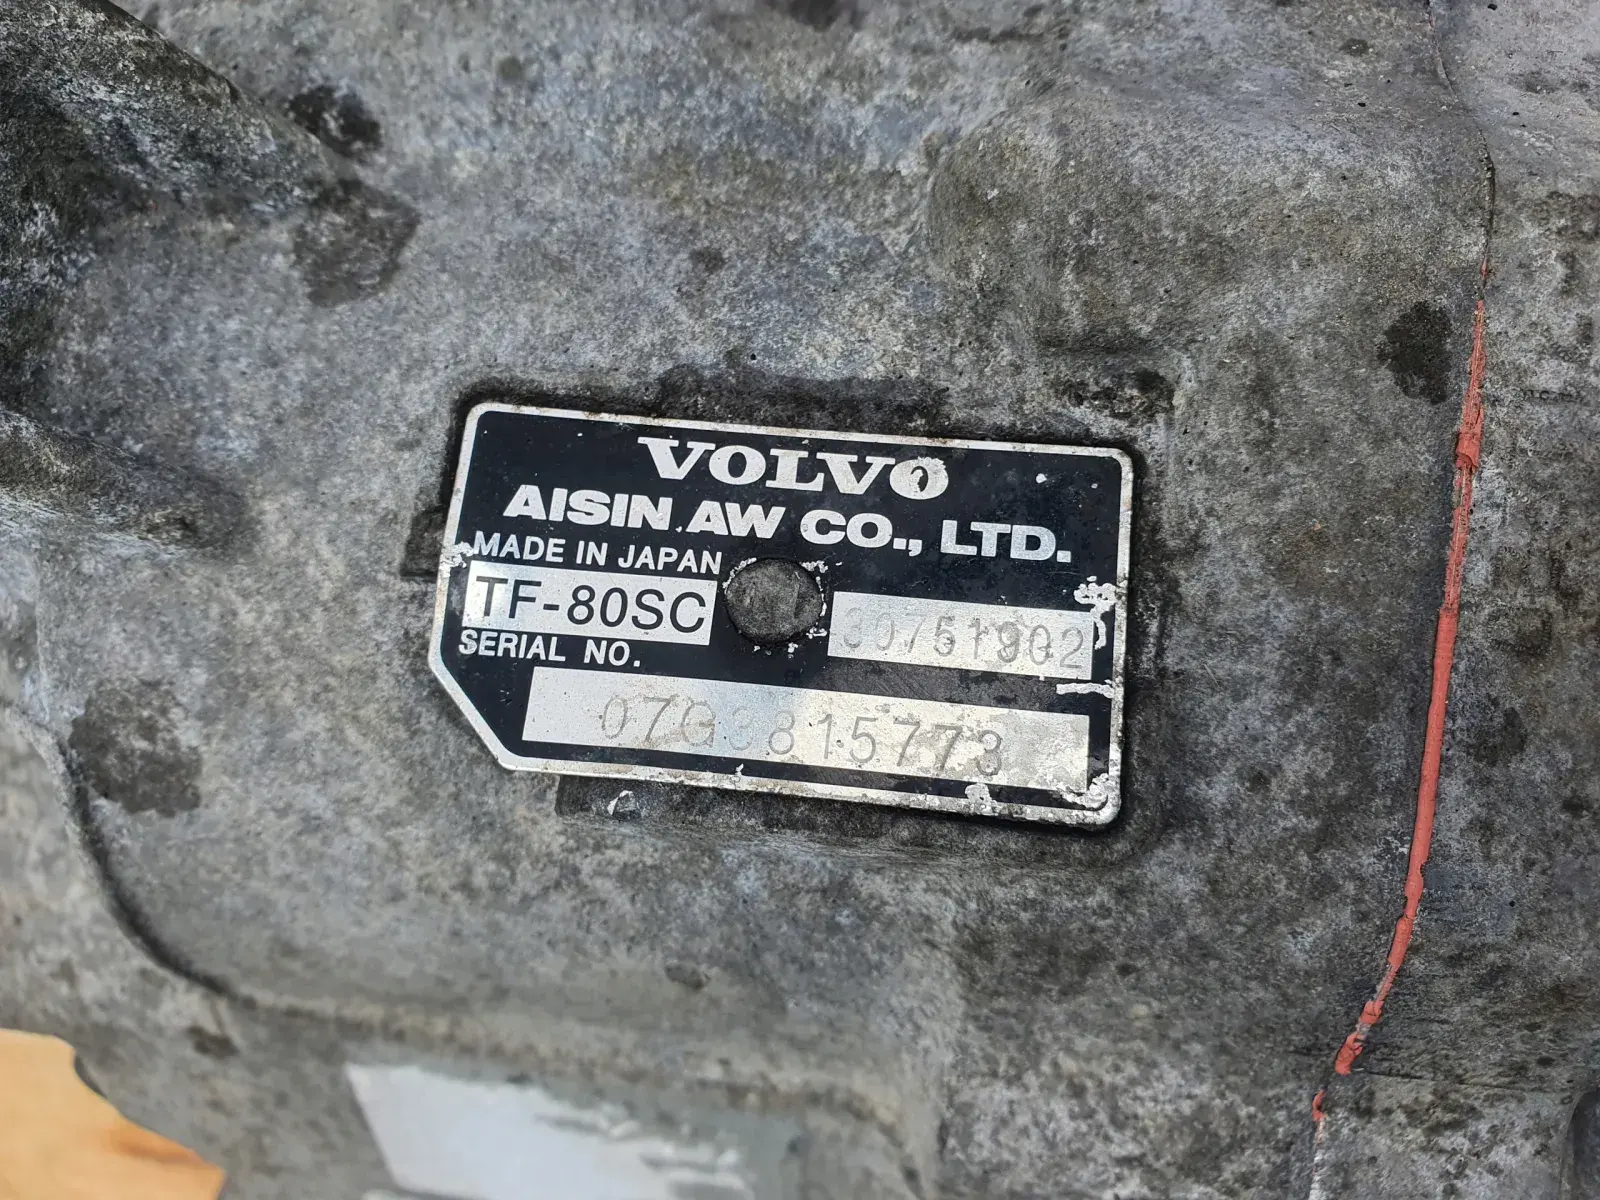 VOLVO
AISIN AW CO., LTD.
MADE IN JAPAN
TF-80SC 30751902
SERIAL NO.
07G3815773